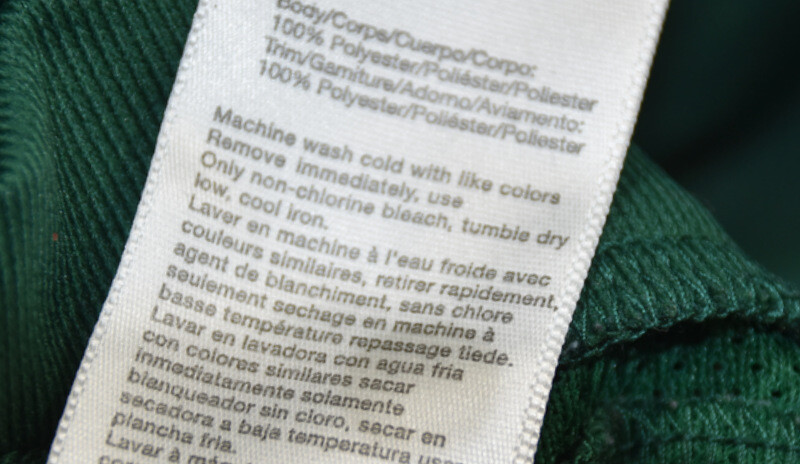 Body/Corps/Cuerpo/Corpo:
100% Polyester/Poliéster/Poliester
Trim/Garniture/Adorno/Aviamento:
100% Polyester/Poliéster/Poliester
Machine wash cold with like colors
Remove immediately, use
Only non-chlorine bleach, tumble dry
low, cool iron.
Laver en machine à l'eau froide avec
couleurs similaires, retirer rapidement,
agent de blanchiment, sans chlore
seulement sechage en machine à
basse température repassage tiede.
Lavar en lavadora con agua fria
con colores similares sacar
inmediatamente solamente
blanqueador sin cloro, secar en
secadora a baja temperatura usar
plancha fria.
Lavar à